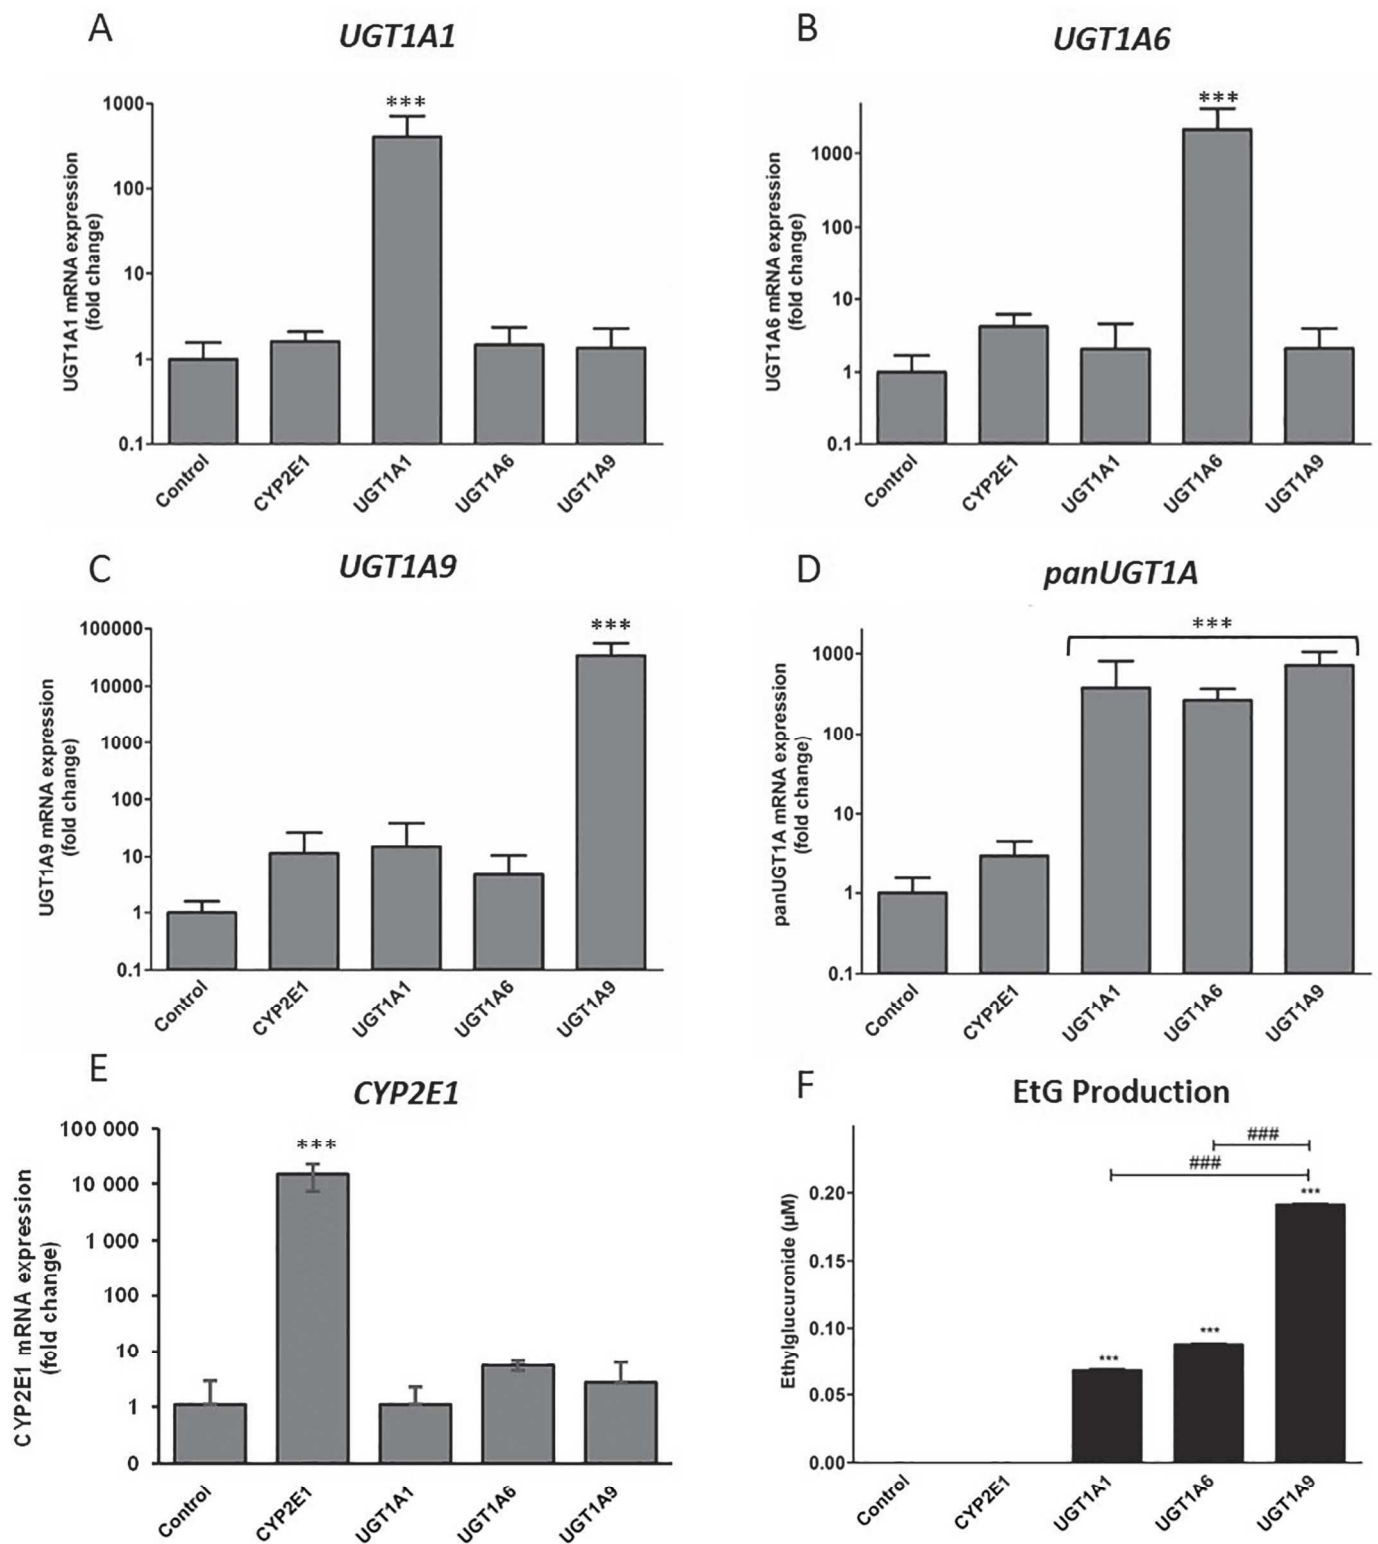 A
UGT1A1
UGT1A1 mRNA expression
(fold change)
1000
100
10
1
0.1
***
Control
CYP2E1
UGT1A1
UGT1A6
UGT1A9
B
UGT1A6
UGT1A6 mRNA expression
(fold change)
1000
100
10
1
0.1
***
Control
CYP2E1
UGT1A1
UGT1A6
UGT1A9
C
UGT1A9
UGT1A9 mRNA expression
(fold change)
100000
10000
1000
100
10
1
0.1
***
Control
CYP2E1
UGT1A1
UGT1A6
UGT1A9
D
panUGT1A
panUGT1A mRNA expression
(fold change)
1000
100
10
1
0.1
***
Control
CYP2E1
UGT1A1
UGT1A6
UGT1A9
E
CYP2E1
CYP2E1 mRNA expression
(fold change)
100 000
10 000
1 000
100
10
1
0
***
Control
CYP2E1
UGT1A1
UGT1A6
UGT1A9
F
EtG Production
Ethylglucuronide (µM)
0.20
0.15
0.10
0.05
0.00
###
###
***
***
***
Control
CYP2E1
UGT1A1
UGT1A6
UGT1A9